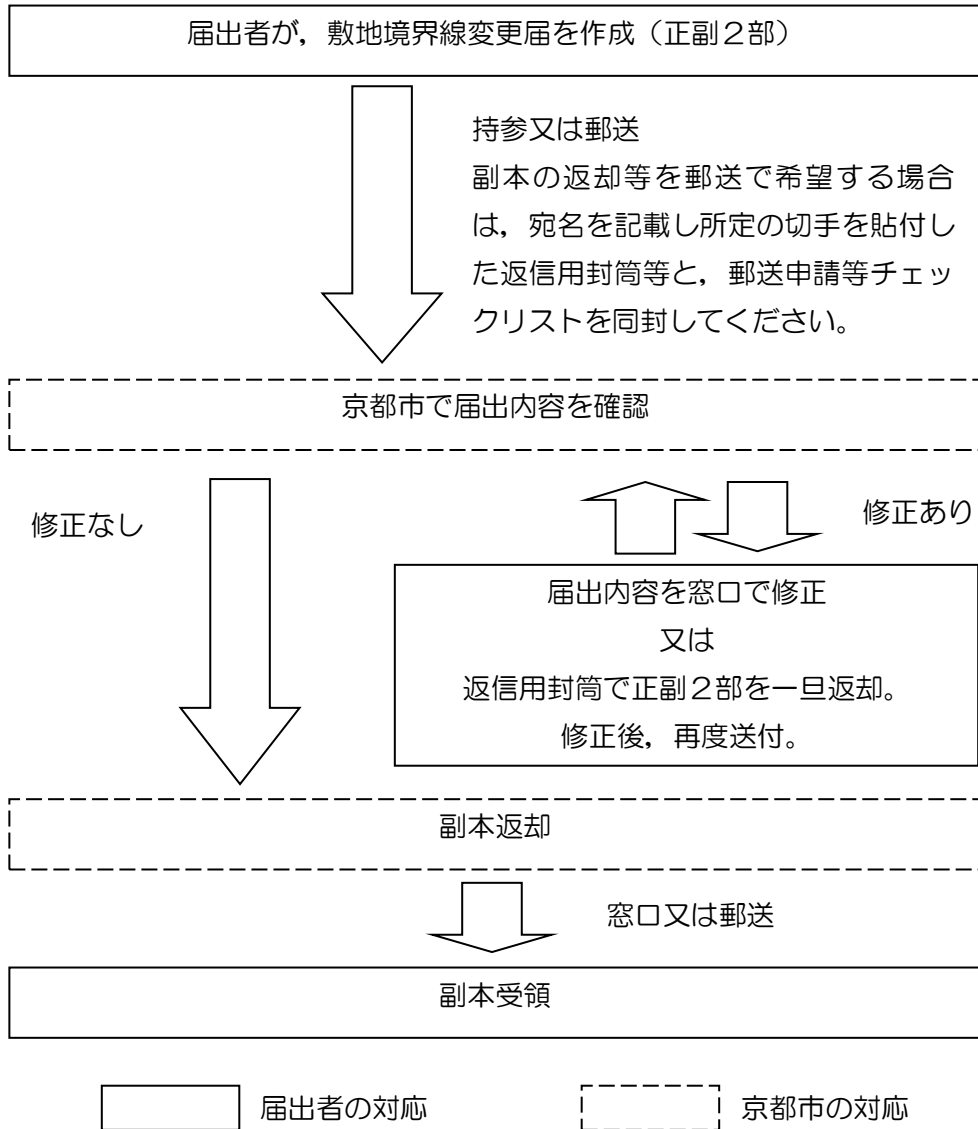 届出者が，敷地境界線変更届を作成（正副２部）
持参又は郵送
副本の返却等を郵送で希望する場合
は，宛名を記載し所定の切手を貼付し
た返信用封筒等と，郵送申請等チェッ
クリストを同封してください。
京都市で届出内容を確認
修正なし
修正あり
届出内容を窓口で修正
又は
返信用封筒で正副２部を一旦返却。
修正後，再度送付。
副本返却
窓口又は郵送
副本受領
届出者の対応
京都市の対応